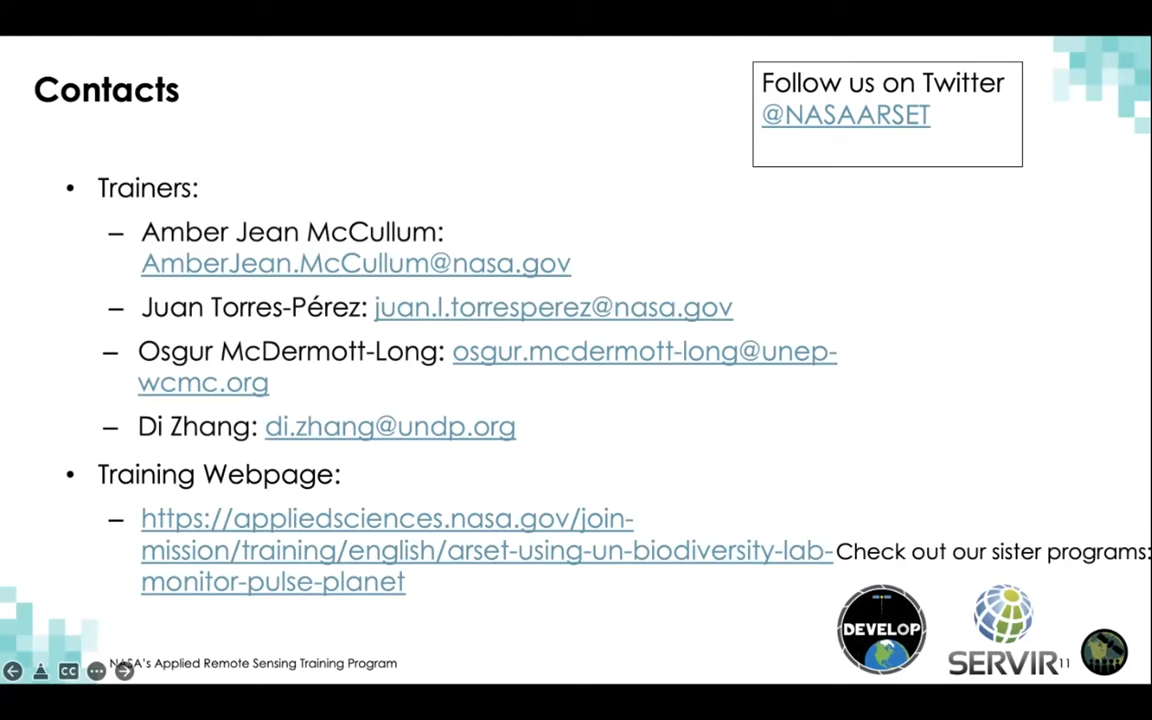 Contacts
Follow us on Twitter
@NASAARSET
• Trainers:
– Amber Jean McCullum:
AmberJean.McCullum@nasa.gov
– Juan Torres-Pérez: juan.l.torresperez@nasa.gov
– Osgur McDermott-Long: osgur.mcdermott-long@unep-
wcmc.org
– Di Zhang: di.zhang@undp.org
• Training Webpage:
– https://appliedsciences.nasa.gov/join-
mission/training/english/arset-using-un-biodiversity-lab-
monitor-pulse-planet
Check out our sister programs:
DEVELOP
SERVIR
NASA's Applied Remote Sensing Training Program
11
CC